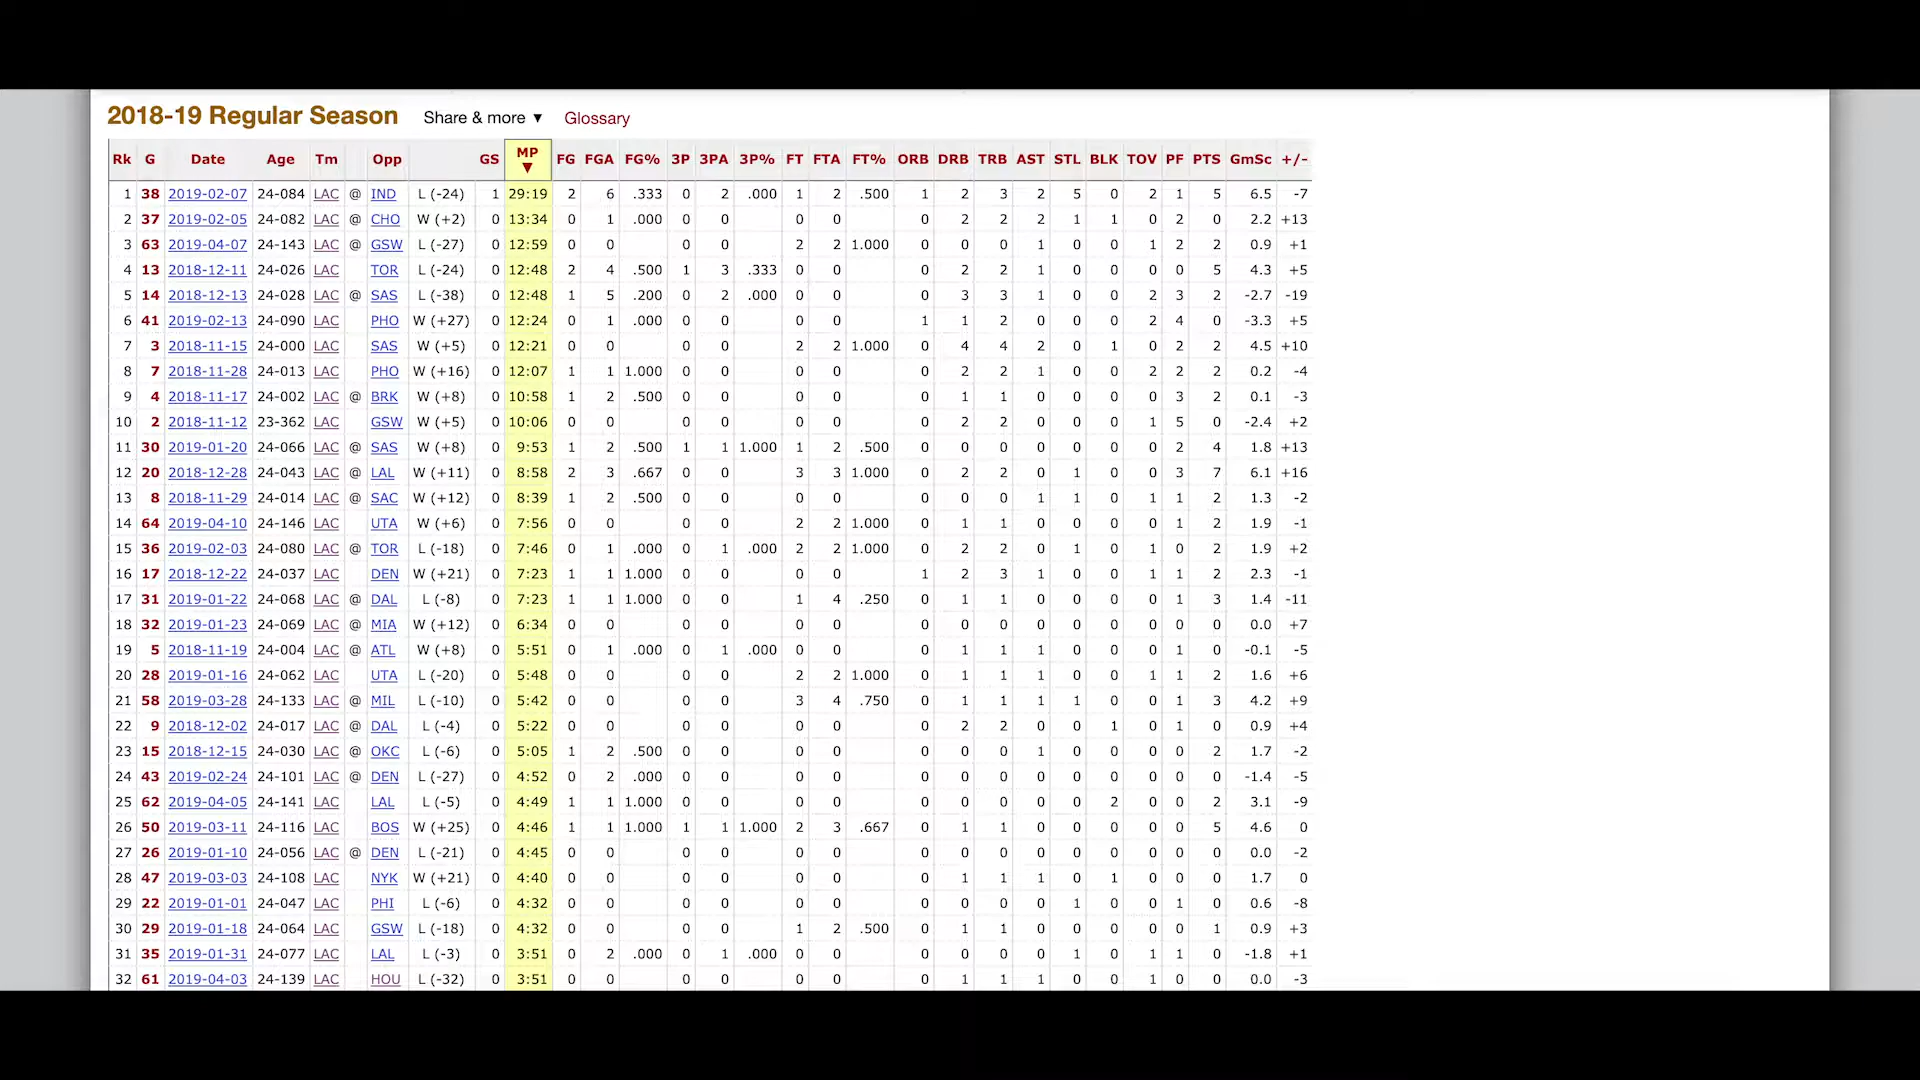 2018-19 Regular Season Share & more ▼ Glossary
Rk G Date Age Tm Opp GS MP ▼ FG FGA FG% 3P 3PA 3P% FT FTA FT% ORB DRB TRB AST STL BLK TOV PF PTS GmSc +/-
1 38 2019-02-07 24-084 LAC @ IND L (-24) 1 29:19 2 6 .333 0 2 .000 1 2 .500 1 2 3 2 5 0 2 1 5 6.5 -7
2 37 2019-02-05 24-082 LAC @ CHO W (+2) 0 13:34 0 1 .000 0 0 0 0 0 2 2 2 1 1 0 2 0 2.2 +13
3 63 2019-04-07 24-143 LAC @ GSW L (-27) 0 12:59 0 0 0 0 2 2 1.000 0 0 0 1 0 0 1 2 2 0.9 +1
4 13 2018-12-11 24-026 LAC TOR L (-24) 0 12:48 2 4 .500 1 3 .333 0 0 0 2 2 1 0 0 0 0 5 4.3 +5
5 14 2018-12-13 24-028 LAC @ SAS L (-38) 0 12:48 1 5 .200 0 2 .000 0 0 0 3 3 1 0 0 2 3 2 -2.7 -19
6 41 2019-02-13 24-090 LAC PHO W (+27) 0 12:24 0 1 .000 0 0 0 0 1 1 2 0 0 0 2 4 0 -3.3 +5
7 3 2018-11-15 24-000 LAC SAS W (+5) 0 12:21 0 0 0 0 2 2 1.000 0 4 4 2 0 1 0 2 2 4.5 +10
8 7 2018-11-28 24-013 LAC PHO W (+16) 0 12:07 1 1 1.000 0 0 0 0 0 2 2 1 0 0 2 2 2 0.2 -4
9 4 2018-11-17 24-002 LAC @ BRK W (+8) 0 10:58 1 2 .500 0 0 0 0 0 1 1 0 0 0 0 3 2 0.1 -3
10 2 2018-11-12 23-362 LAC GSW W (+5) 0 10:06 0 0 0 0 0 0 0 2 2 0 0 0 1 5 0 -2.4 +2
11 30 2019-01-20 24-066 LAC @ SAS W (+8) 0 9:53 1 2 .500 1 1 1.000 1 2 .500 0 0 0 0 0 0 0 2 4 1.8 +13
12 20 2018-12-28 24-043 LAC @ LAL W (+11) 0 8:58 2 3 .667 0 0 3 3 1.000 0 2 2 0 1 0 0 3 7 6.1 +16
13 8 2018-11-29 24-014 LAC @ SAC W (+12) 0 8:39 1 2 .500 0 0 0 0 0 0 0 1 1 0 1 1 2 1.3 -2
14 64 2019-04-10 24-146 LAC UTA W (+6) 0 7:56 0 0 0 0 2 2 1.000 0 1 1 0 0 0 0 1 2 1.9 -1
15 36 2019-02-03 24-080 LAC @ TOR L (-18) 0 7:46 0 1 .000 0 1 .000 2 2 1.000 0 2 2 0 1 0 1 0 2 1.9 +2
16 17 2018-12-22 24-037 LAC DEN W (+21) 0 7:23 1 1 1.000 0 0 0 0 1 2 3 1 0 0 1 1 2 2.3 -1
17 31 2019-01-22 24-068 LAC @ DAL L (-8) 0 7:23 1 1 1.000 0 0 1 4 .250 0 1 1 0 0 0 0 1 3 1.4 -11
18 32 2019-01-23 24-069 LAC @ MIA W (+12) 0 6:34 0 0 0 0 0 0 0 0 0 0 0 0 0 0 0 0.0 +7
19 5 2018-11-19 24-004 LAC @ ATL W (+8) 0 5:51 0 1 .000 0 1 .000 0 0 0 1 1 1 0 0 0 1 0 -0.1 -5
20 28 2019-01-16 24-062 LAC UTA L (-20) 0 5:48 0 0 0 0 2 2 1.000 0 1 1 1 0 0 1 1 2 1.6 +6
21 58 2019-03-28 24-133 LAC @ MIL L (-10) 0 5:42 0 0 0 0 3 4 .750 0 1 1 1 1 0 0 1 3 4.2 +9
22 9 2018-12-02 24-017 LAC @ DAL L (-4) 0 5:22 0 0 0 0 0 0 0 2 2 0 0 1 0 1 0 0.9 +4
23 15 2018-12-15 24-030 LAC @ OKC L (-6) 0 5:05 1 2 .500 0 0 0 0 0 0 0 1 0 0 0 0 2 1.7 -2
24 43 2019-02-24 24-101 LAC @ DEN L (-27) 0 4:52 0 2 .000 0 0 0 0 0 0 0 0 0 0 0 0 0 -1.4 -5
25 62 2019-04-05 24-141 LAC LAL L (-5) 0 4:49 1 1 1.000 0 0 0 0 0 0 0 0 0 2 0 0 2 3.1 -9
26 50 2019-03-11 24-116 LAC BOS W (+25) 0 4:46 1 1 1.000 1 1 1.000 2 3 .667 0 1 1 0 0 0 0 0 5 4.6 0
27 26 2019-01-10 24-056 LAC @ DEN L (-21) 0 4:45 0 0 0 0 0 0 0 0 0 0 0 0 0 0 0 0.0 -2
28 47 2019-03-03 24-108 LAC NYK W (+21) 0 4:40 0 0 0 0 0 0 0 1 1 1 0 1 0 0 0 1.7 0
29 22 2019-01-01 24-047 LAC PHI L (-6) 0 4:32 0 0 0 0 0 0 0 0 0 0 1 0 0 1 0 0.6 -8
30 29 2019-01-18 24-064 LAC GSW L (-18) 0 4:32 0 0 0 0 1 2 .500 0 1 1 0 0 0 0 0 1 0.9 +3
31 35 2019-01-31 24-077 LAC LAL L (-3) 0 3:51 0 2 .000 0 1 .000 0 0 0 0 0 0 1 0 1 1 0 -1.8 +1
32 61 2019-04-03 24-139 LAC HOU L (-32) 0 3:51 0 0 0 0 0 0 0 1 1 1 0 0 1 0 0 0.0 -3